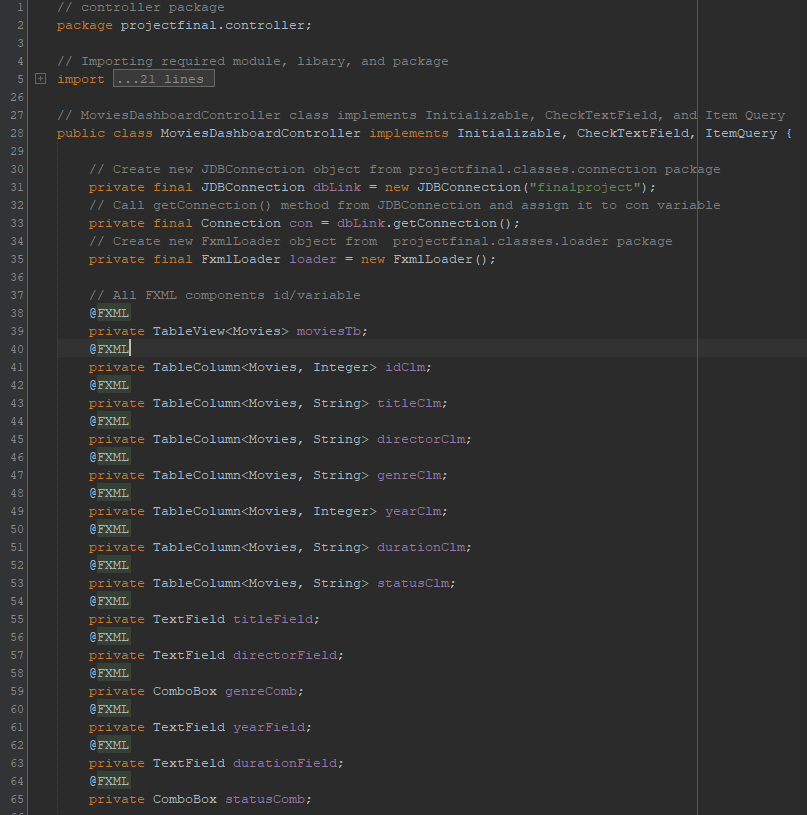 1 // controller package
2 package projectfinal.controller;
3
4 // Importing required module, libary, and package
5 import ...21 lines
26
27 // MoviesDashboardController class implements Initializable, CheckTextField, and Item Query
28 public class MoviesDashboardController implements Initializable, CheckTextField, ItemQuery {
29
30 // Create new JDBConnection object from projectfinal.classes.connection package
31 private final JDBConnection dbLink = new JDBConnection("finalproject");
32 // Call getConnection() method from JDBConnection and assign it to con variable
33 private final Connection con = dbLink.getConnection();
34 // Create new FxmlLoader object from  projectfinal.classes.loader package
35 private final FxmlLoader loader = new FxmlLoader();
36
37 // All FXML components id/variable
38 @FXML
39 private TableView<Movies> moviesTb;
40 @FXML
41 private TableColumn<Movies, Integer> idClm;
42 @FXML
43 private TableColumn<Movies, String> titleClm;
44 @FXML
45 private TableColumn<Movies, String> directorClm;
46 @FXML
47 private TableColumn<Movies, String> genreClm;
48 @FXML
49 private TableColumn<Movies, Integer> yearClm;
50 @FXML
51 private TableColumn<Movies, String> durationClm;
52 @FXML
53 private TableColumn<Movies, String> statusClm;
54 @FXML
55 private TextField titleField;
56 @FXML
57 private TextField directorField;
58 @FXML
59 private ComboBox genreComb;
60 @FXML
61 private TextField yearField;
62 @FXML
63 private TextField durationField;
64 @FXML
65 private ComboBox statusComb;